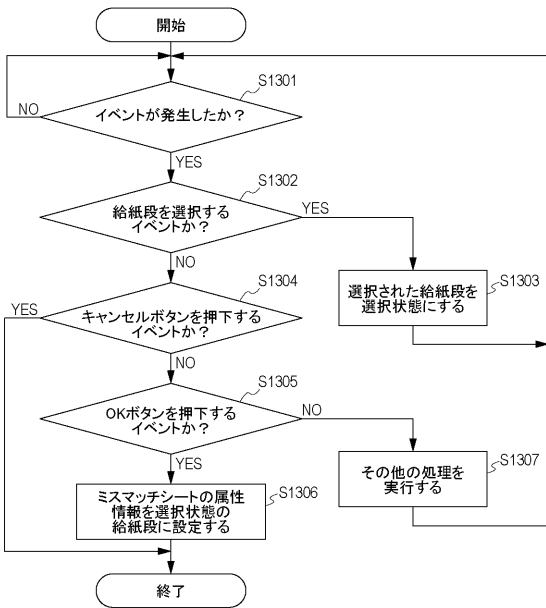 開始
S1301
イベントが発生したか？
NO
YES
S1302
給紙段を選択する
イベントか？
YES
NO
S1303
選択された給紙段を
選択状態にする
S1304
YES
キャンセルボタンを押下する
イベントか？
NO
S1305
OKボタンを押下する
イベントか？
NO
YES
S1307
その他の処理を
実行する
S1306
ミスマッチシートの属性
情報を選択状態の
給紙段に設定する
終了